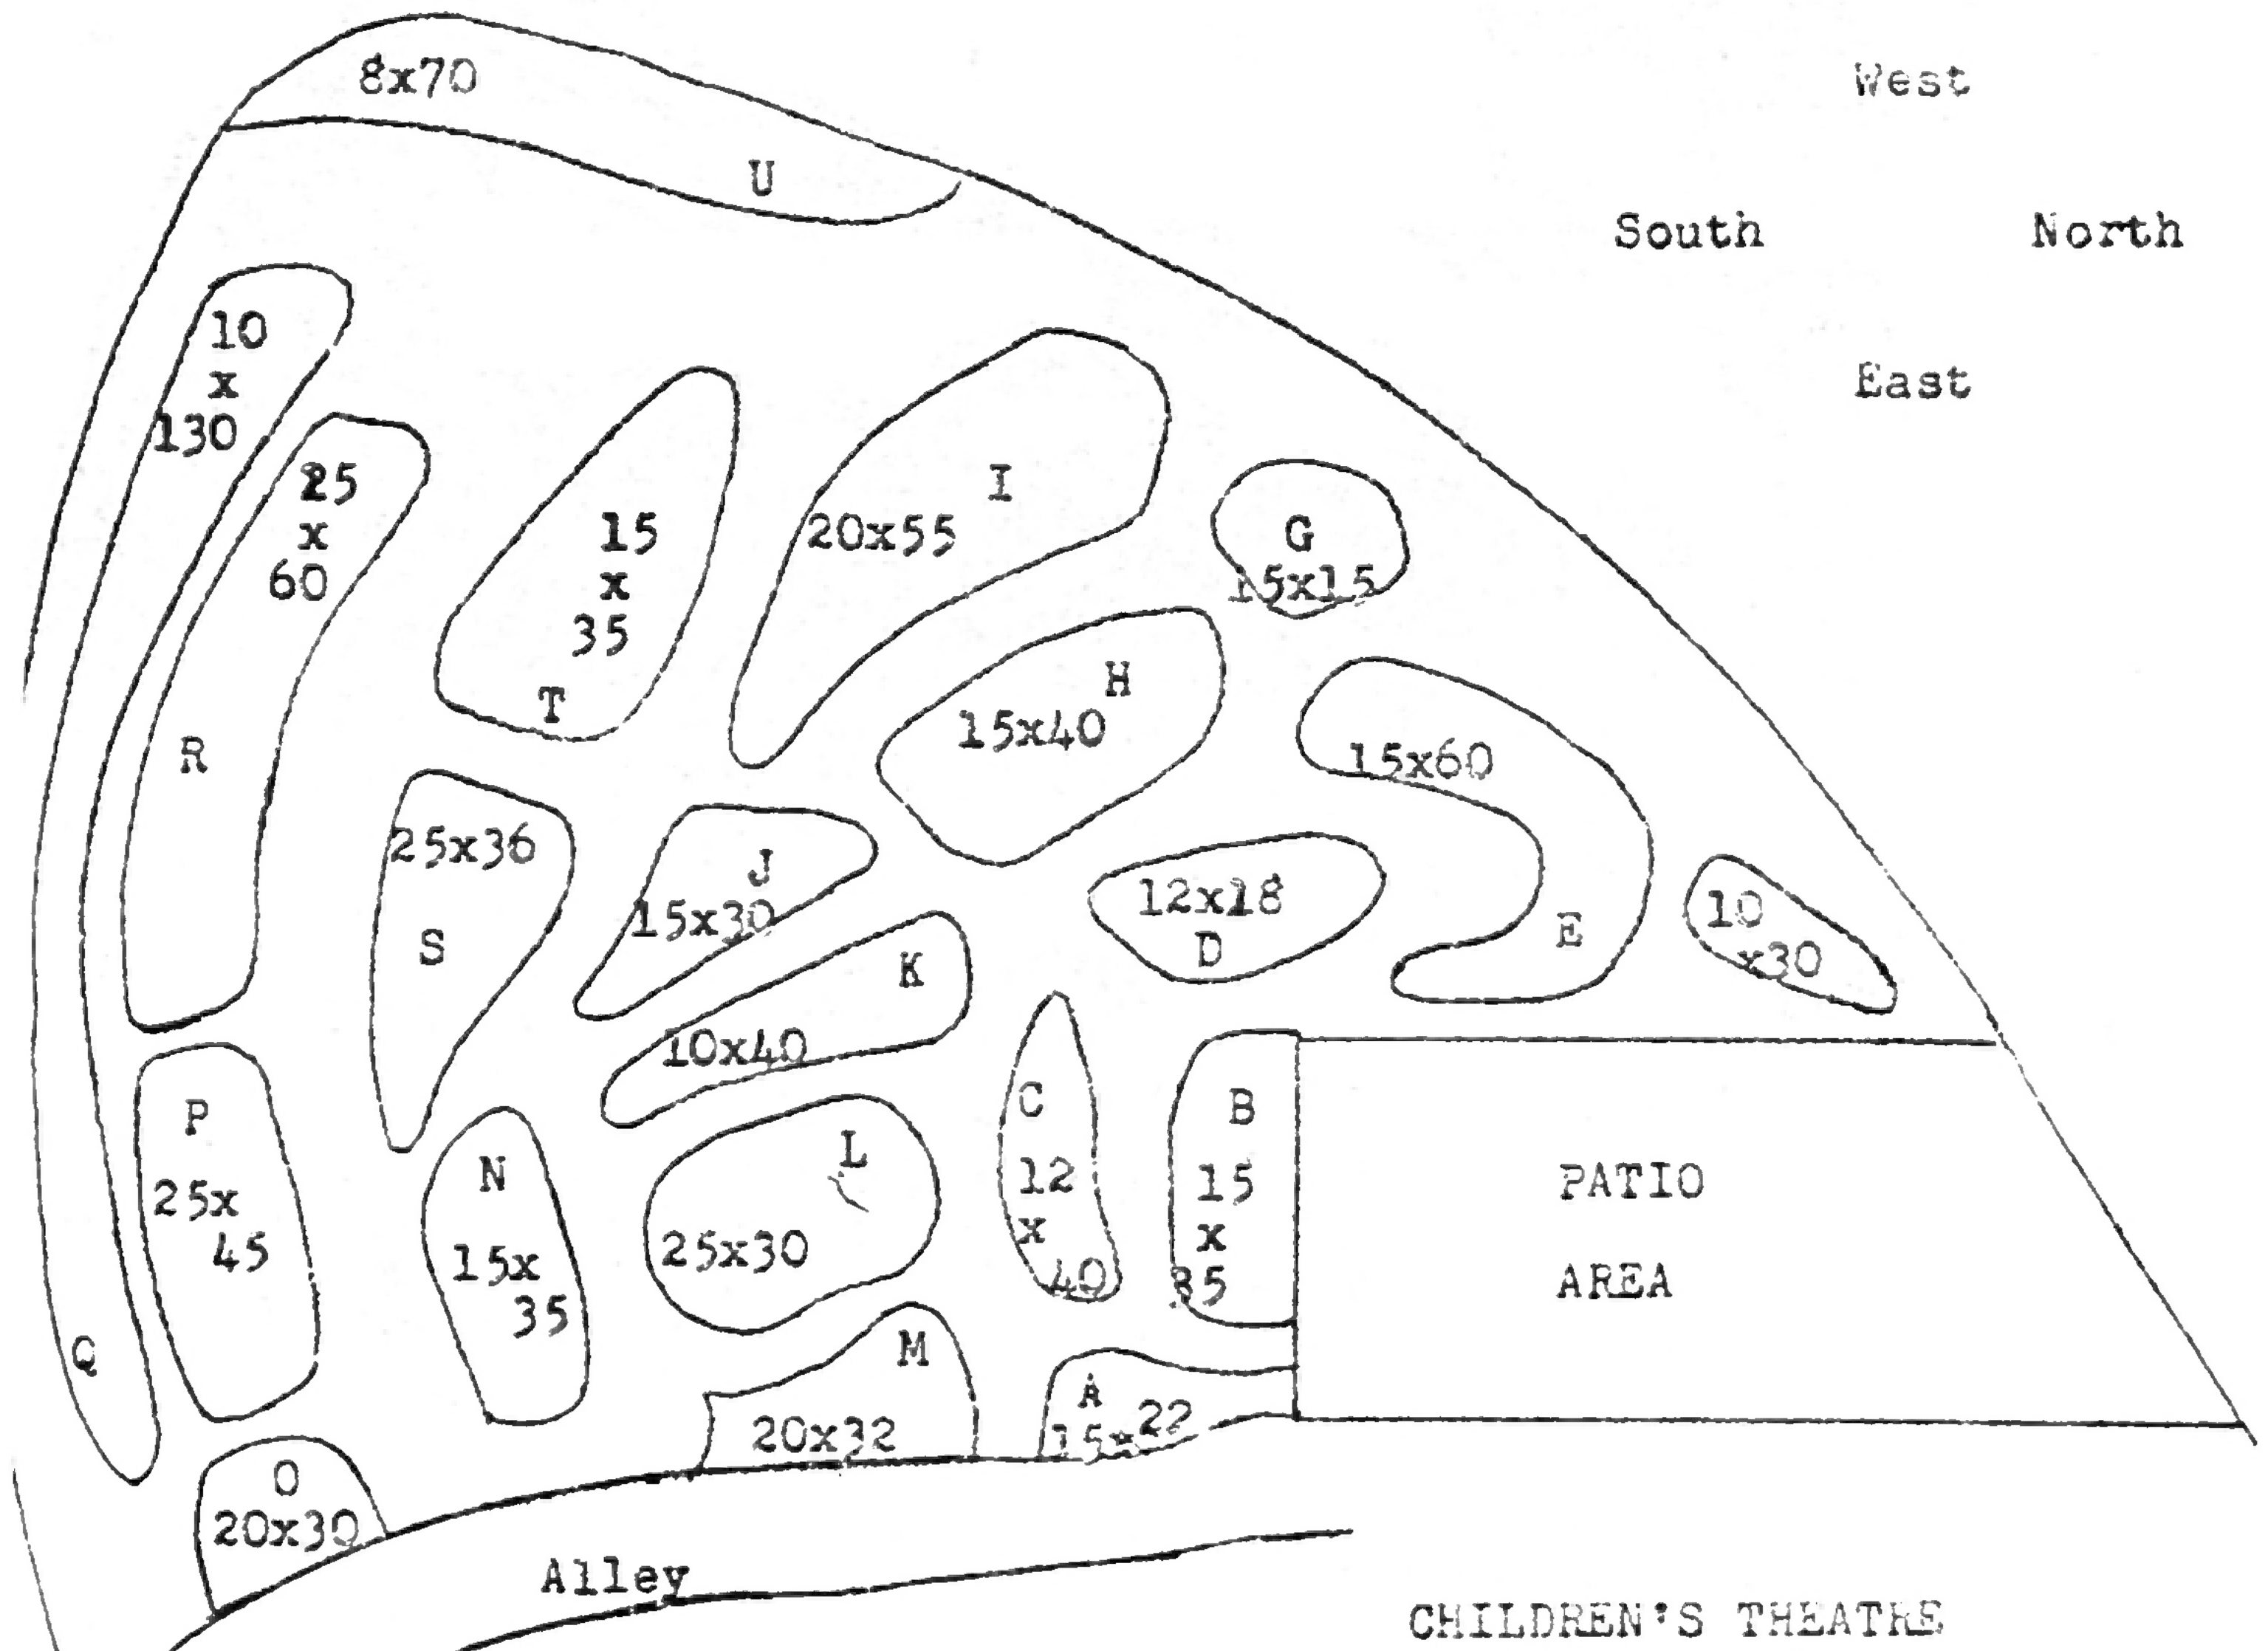 8x70
West
U
South North
10
x
130
East
25
x
60
15
x
35
T
I
20x55
G
15x15
H
15x40
15x60
E
R
25x36
S
J
15x30
12x18
D
10
x30
K
10x40
C
12
x
40
B
15
x
35
PATIO
AREA
P
25x
45
N
15x
35
L
25x30
Q
M
20x32
A
15x22
O
20x30
Alley
CHILDREN'S THEATRE